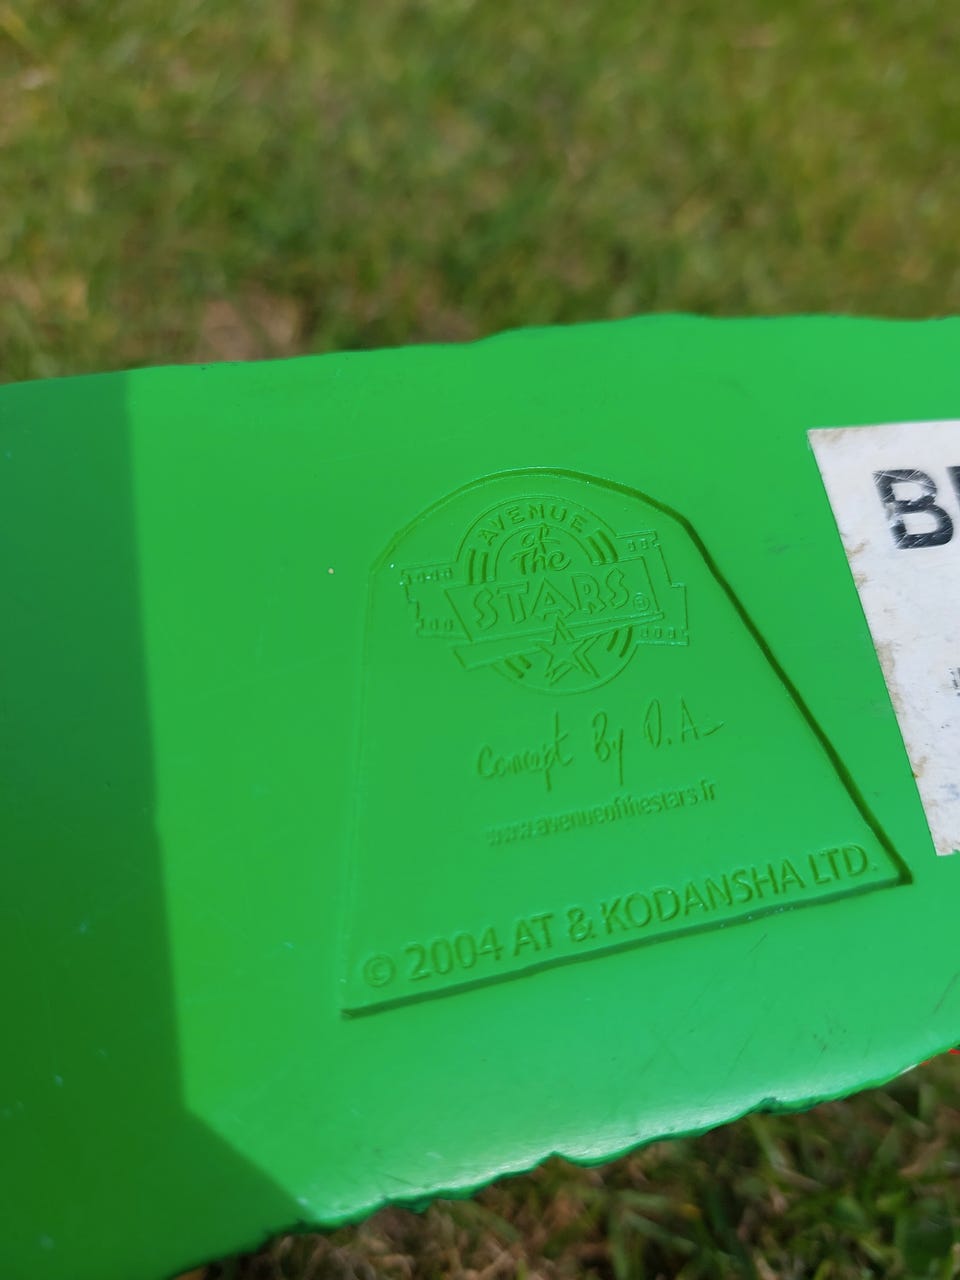 AVENUE
of
The
STARS®
Concept By D.A
www.avenueofthestars.fr
© 2004 AT & KODANSHA LTD.
B